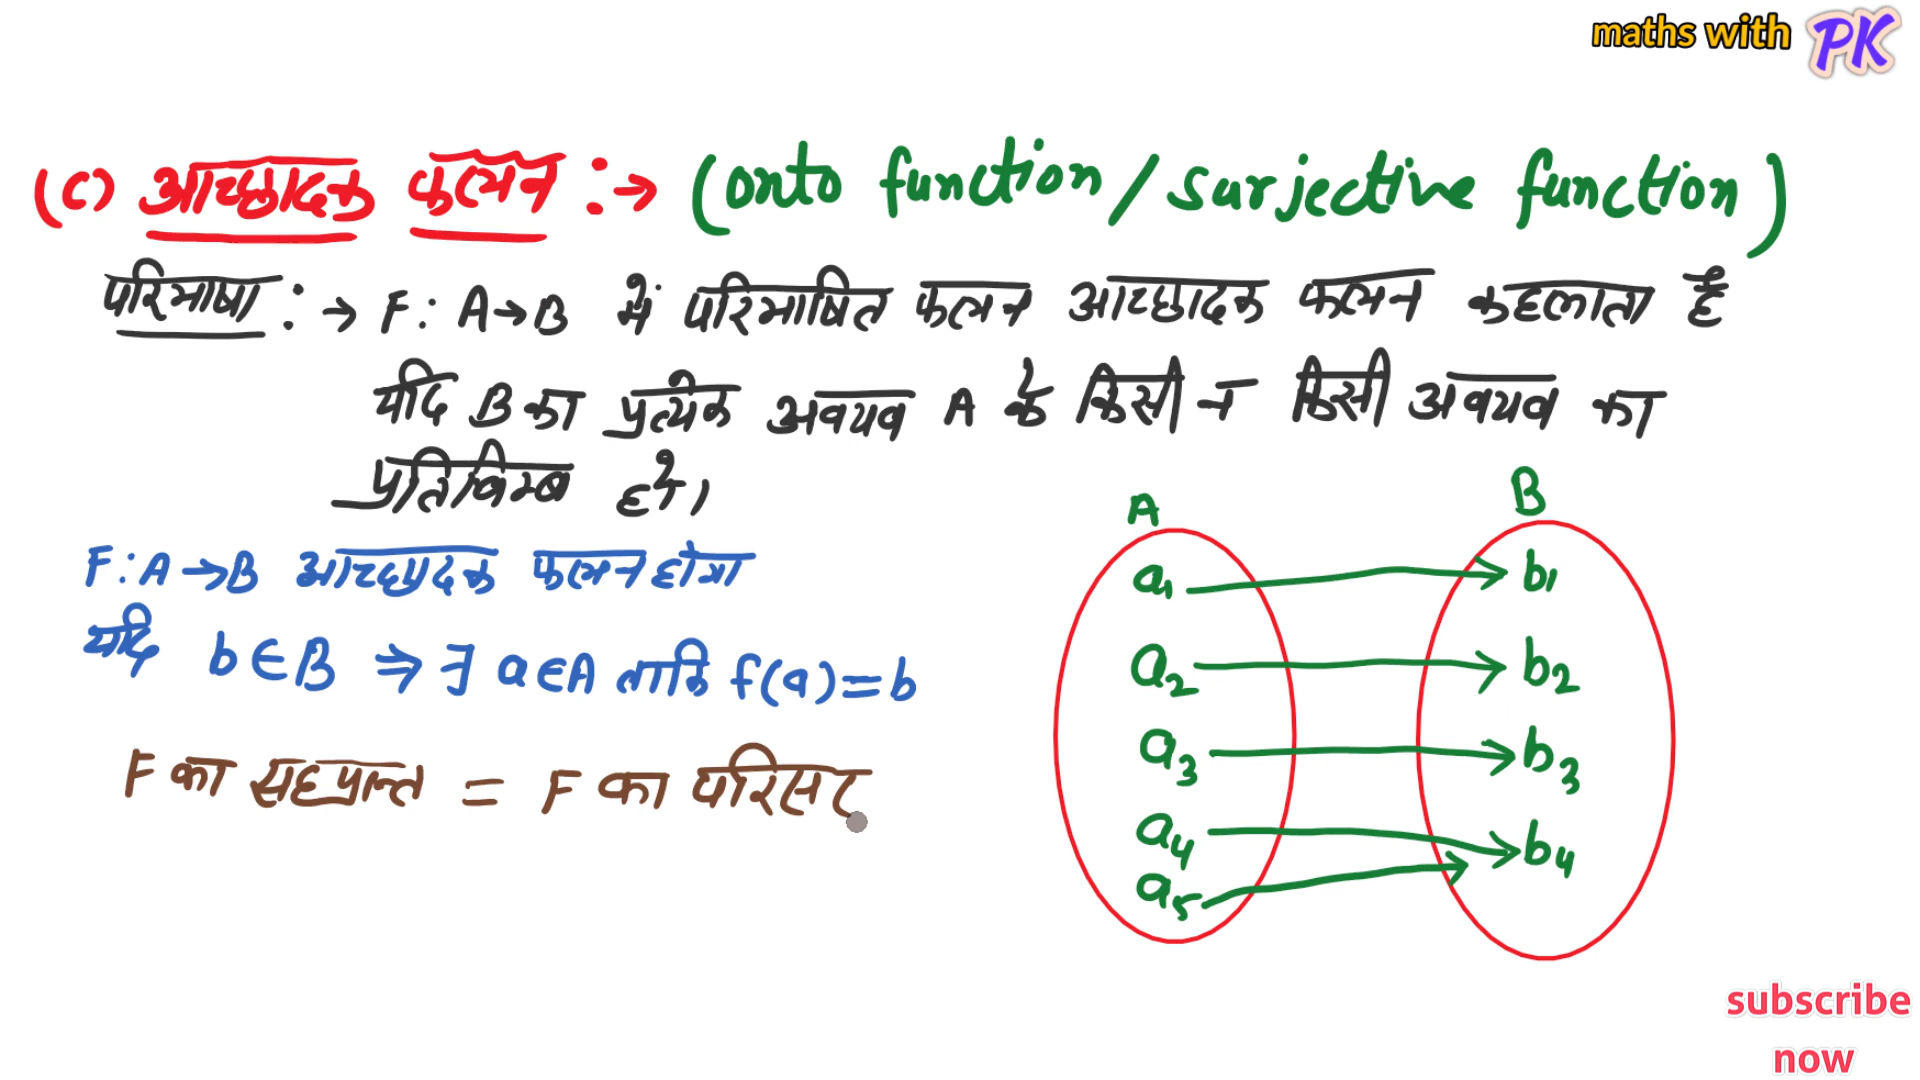 maths with PK
(c) आच्छादक फलन :→ (onto function / surjective function)
परिभाषा :→ F : A→B में परिभाषित फलन आच्छादक फलन कहलाता है
यदि B का प्रत्येक अवयव A के किसी न किसी अवयव का
प्रतिबिम्ब हो।
F : A→B आच्छादक फलन होगा
यदि b∈B ⇒ ∃ a∈A ताकि f(a)=b
F का सहप्रान्त = F का परिसर
A B
a1 b1
a2 b2
a3 b3
a4 b4
a5
subscribe
now